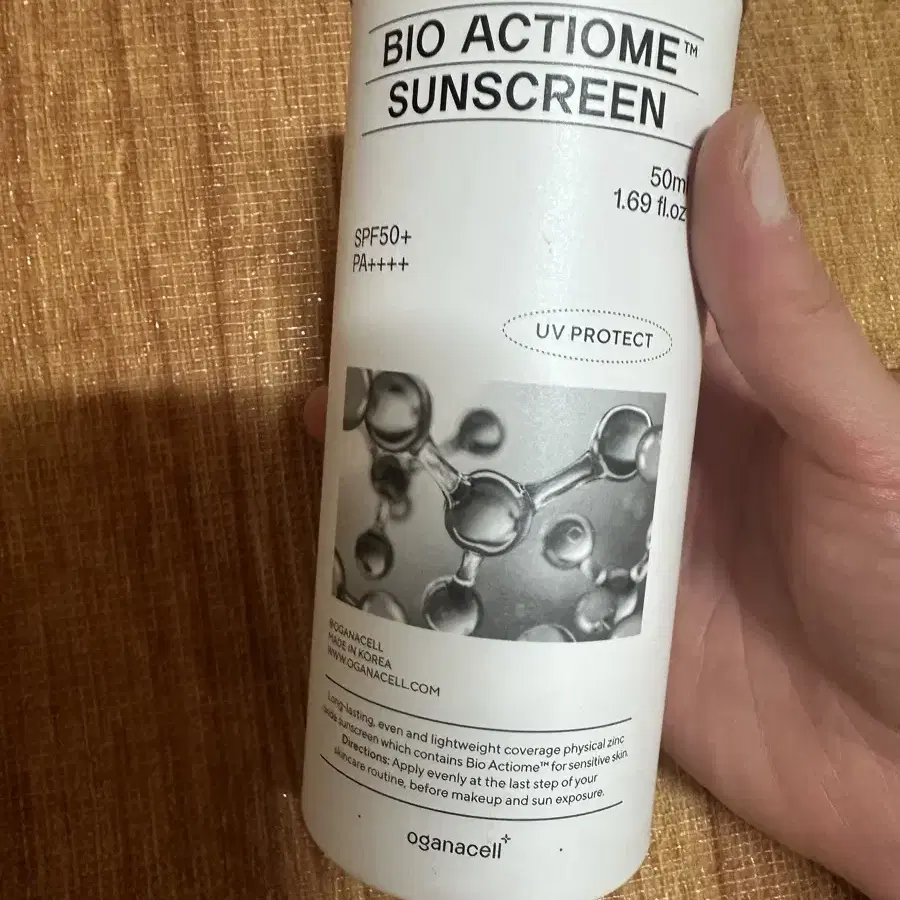 BIO ACTIOME™
SUNSCREEN
50m
1.69 fl.oz
SPF50+
PA++++
UV PROTECT
@OGANACELL
MADE IN KOREA
WWW.OGANACELL.COM
Long-lasting, even and lightweight coverage physical zinc
oxide sunscreen which contains Bio Actiome™ for sensitive skin.
Directions: Apply evenly at the last step of your
skincare routine, before makeup and sun exposure.
oganacell